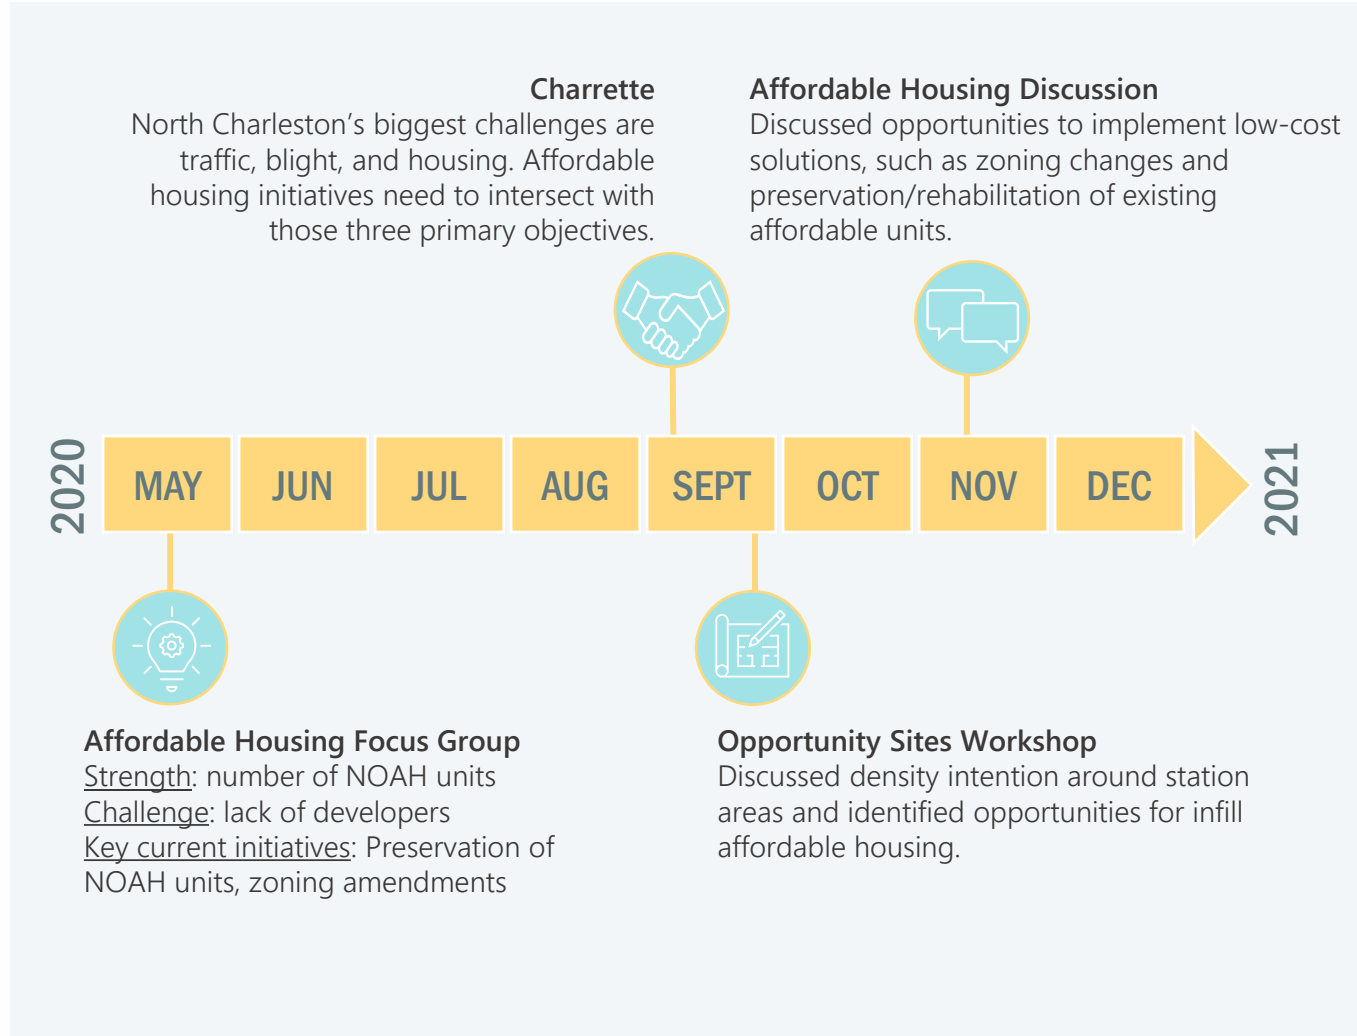 Charrette
North Charleston's biggest challenges are
traffic, blight, and housing. Affordable
housing initiatives need to intersect with
those three primary objectives.
Affordable Housing Discussion
Discussed opportunities to implement low-cost
solutions, such as zoning changes and
preservation/rehabilitation of existing
affordable units.
2020
MAY
JUN
JUL
AUG
SEPT
OCT
NOV
DEC
2021
Affordable Housing Focus Group
Strength: number of NOAH units
Challenge: lack of developers
Key current initiatives: Preservation of
NOAH units, zoning amendments
Opportunity Sites Workshop
Discussed density intention around station
areas and identified opportunities for infill
affordable housing.